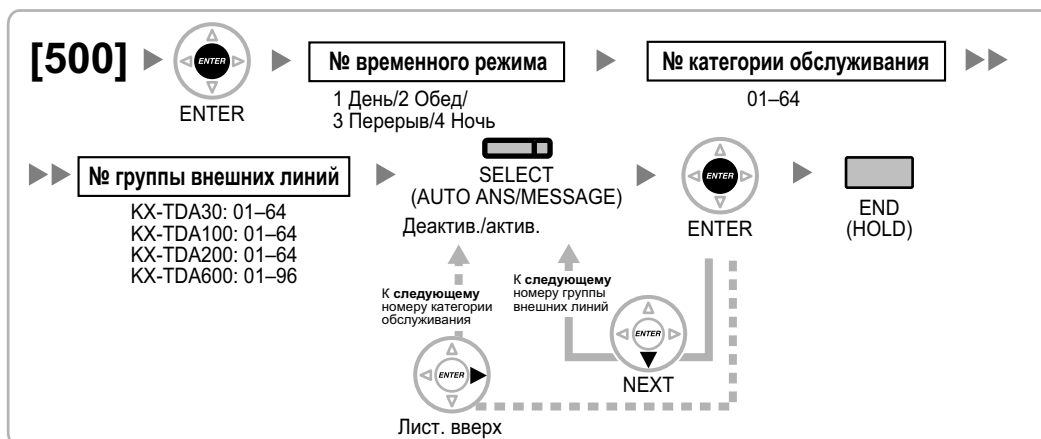 [500]
ENTER
ENTER
№ временного режима
1 День/2 Обед/
3 Перерыв/4 Ночь
№ категории обслуживания
01–64
№ группы внешних линий
KX-TDA30: 01–64
KX-TDA100: 01–64
KX-TDA200: 01–64
KX-TDA600: 01–96
SELECT
(AUTO ANS/MESSAGE)
Деактив./актив.
ENTER
ENTER
END
(HOLD)
К следующему
номеру категории
обслуживания
К следующему
номеру группы
внешних линий
ENTER
Лист. вверх
ENTER
NEXT